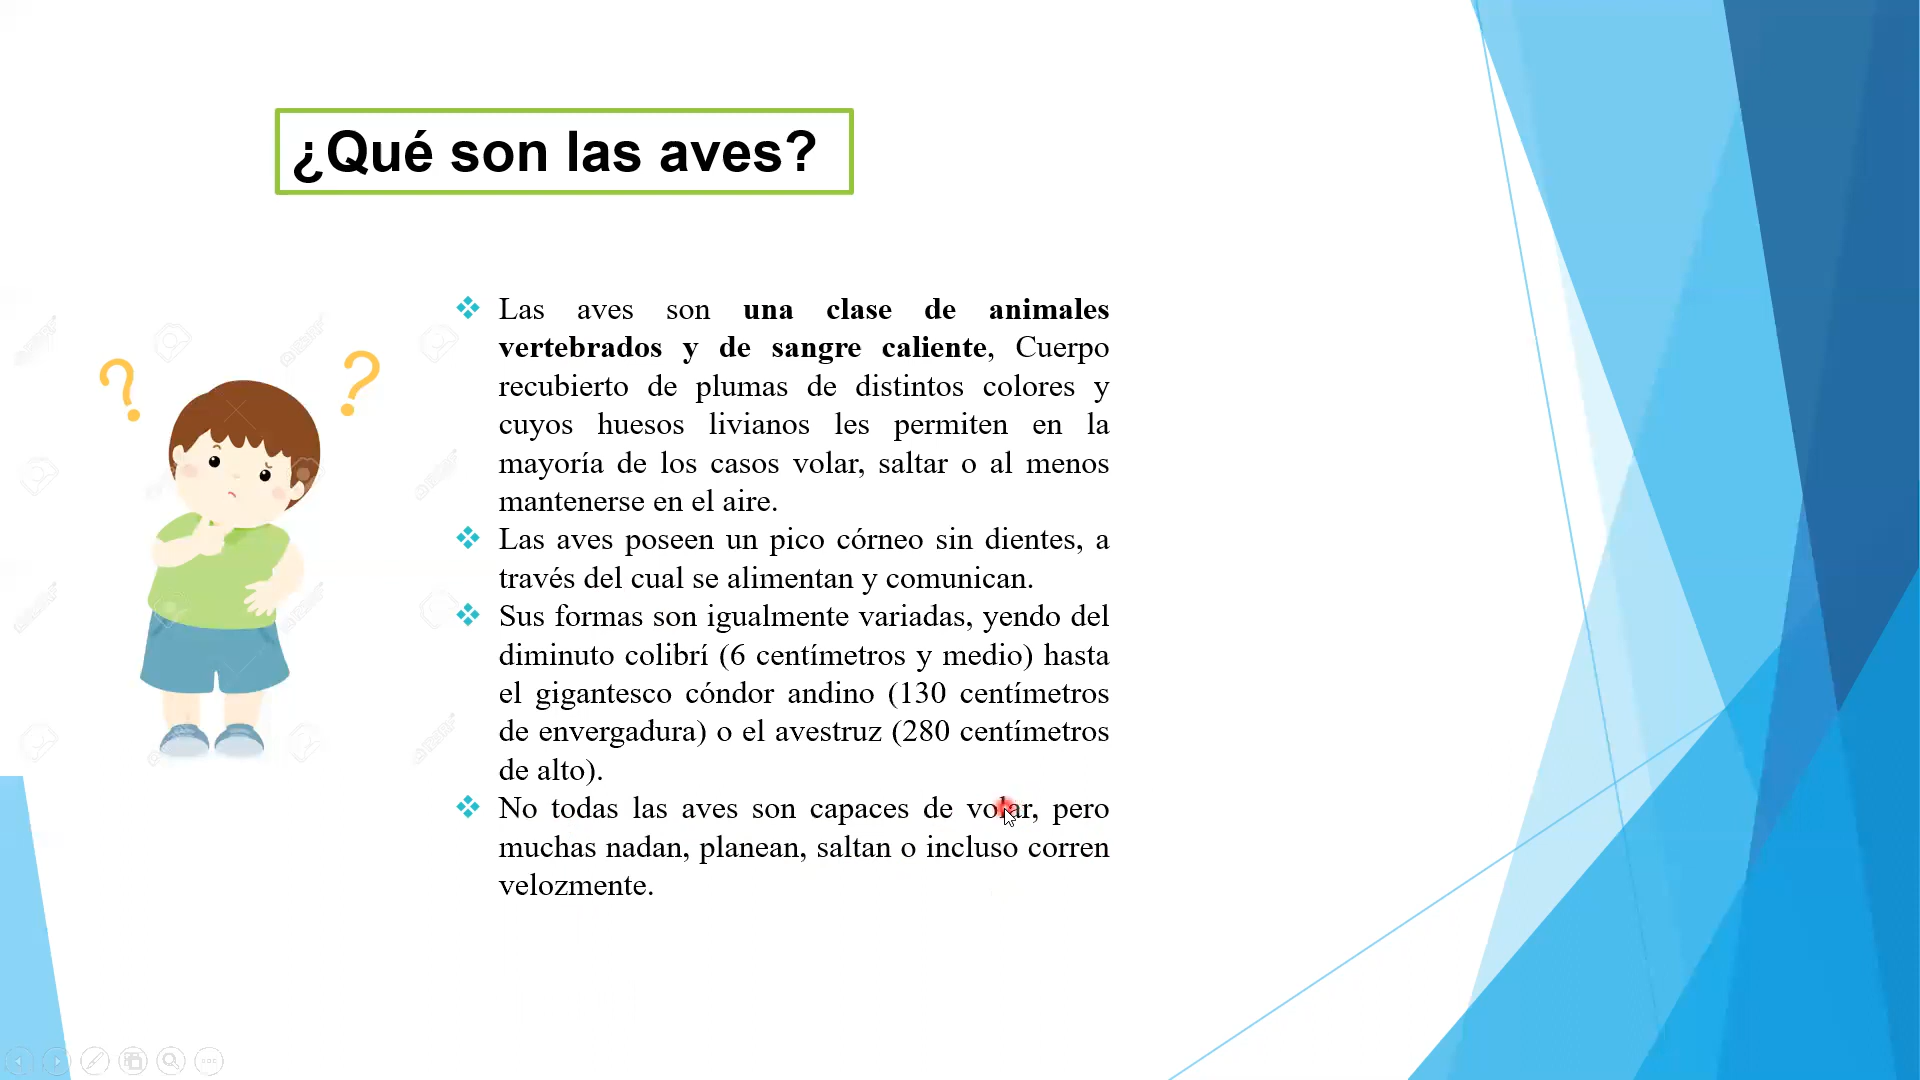 ¿Qué son las aves?
Las aves son una clase de animales
vertebrados y de sangre caliente, Cuerpo
recubierto de plumas de distintos colores y
cuyos huesos livianos les permiten en la
mayoría de los casos volar, saltar o al menos
mantenerse en el aire.
Las aves poseen un pico córneo sin dientes, a
través del cual se alimentan y comunican.
Sus formas son igualmente variadas, yendo del
diminuto colibrí (6 centímetros y medio) hasta
el gigantesco cóndor andino (130 centímetros
de envergadura) o el avestruz (280 centímetros
de alto).
No todas las aves son capaces de volar, pero
muchas nadan, planean, saltan o incluso corren
velozmente.